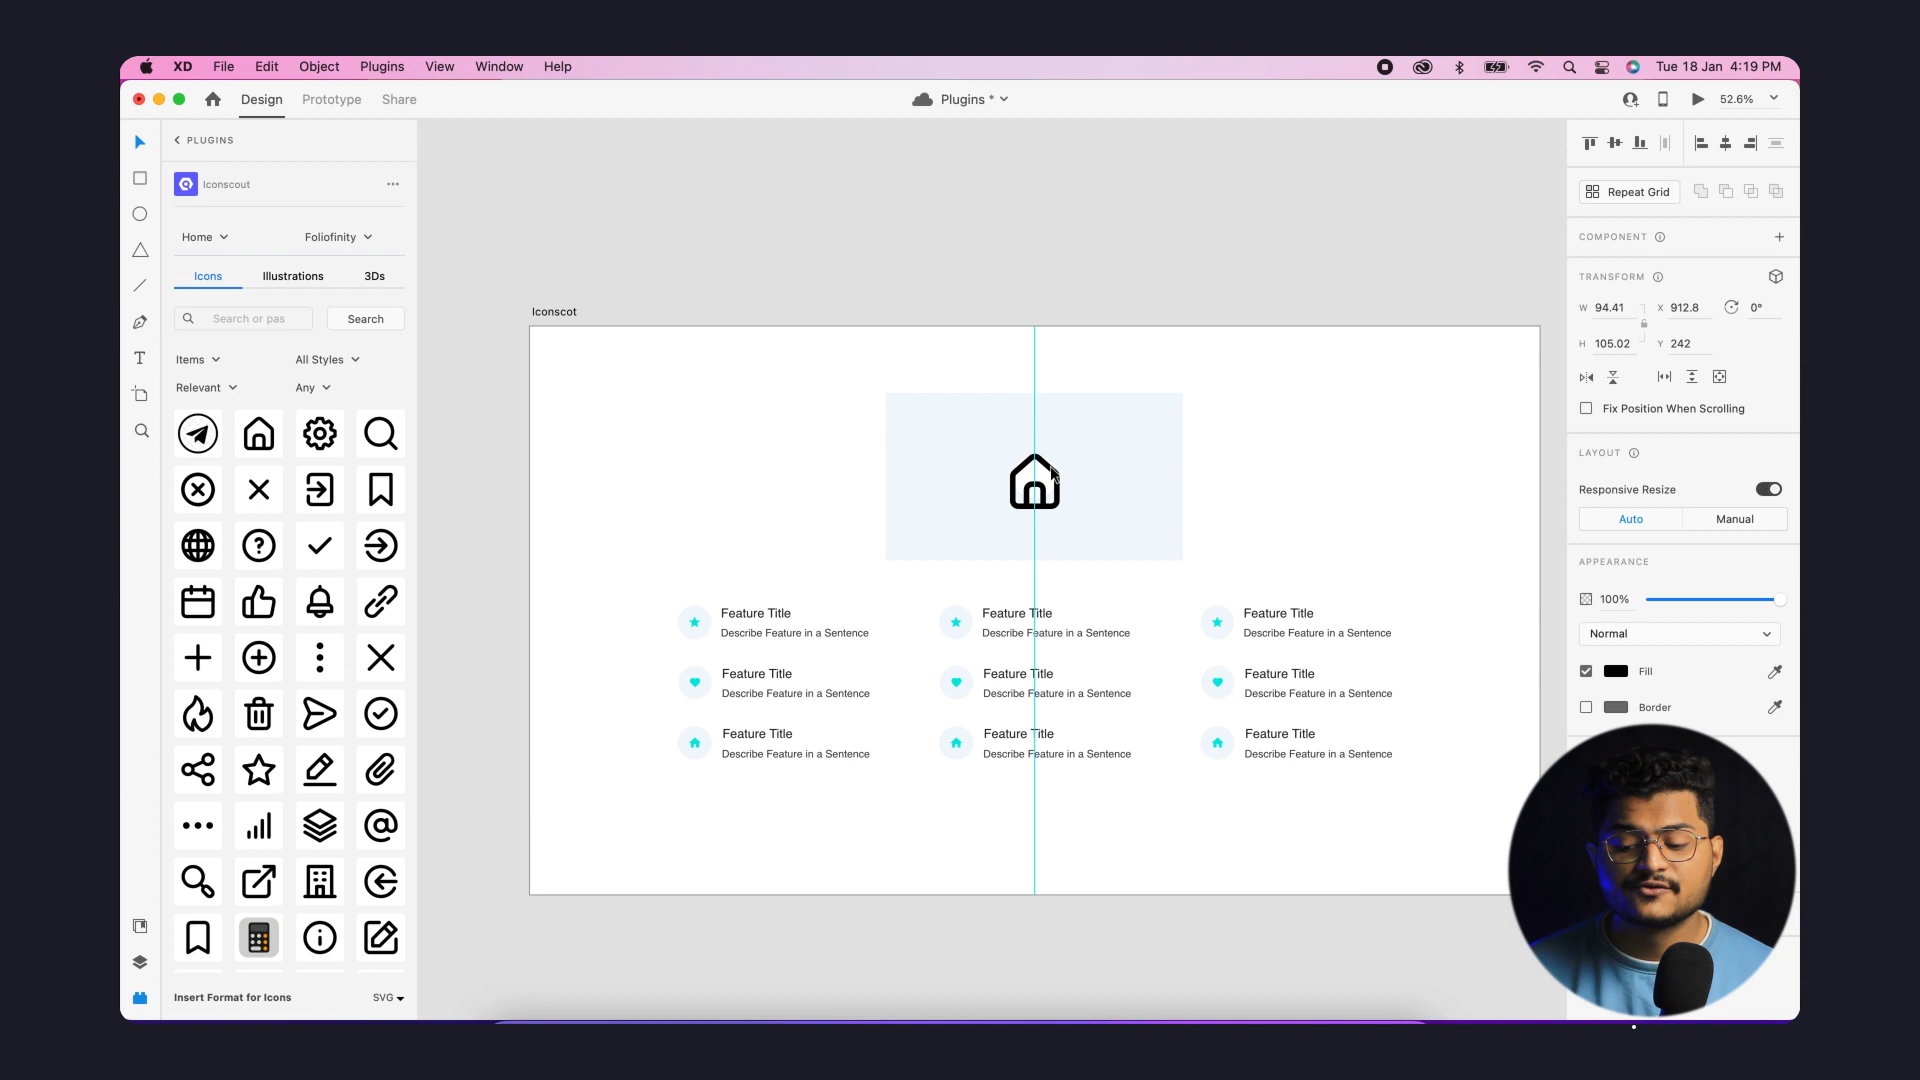 XD File Edit Object Plugins View Window Help
Tue 18 Jan 4:19 PM
Design Prototype Share
Plugins *
52.6%
PLUGINS
Iconscout
Home Foliofinity
Icons Illustrations 3Ds
Search or pas Search
Items All Styles
Relevant Any
Insert Format for Icons SVG
Iconscot
Feature Title
Describe Feature in a Sentence
Feature Title
Describe Feature in a Sentence
Feature Title
Describe Feature in a Sentence
Feature Title
Describe Feature in a Sentence
Feature Title
Describe Feature in a Sentence
Feature Title
Describe Feature in a Sentence
Feature Title
Describe Feature in a Sentence
Feature Title
Describe Feature in a Sentence
Feature Title
Describe Feature in a Sentence
Repeat Grid
COMPONENT
TRANSFORM
W 94.41 X 912.8 0°
H 105.02 Y 242
Fix Position When Scrolling
LAYOUT
Responsive Resize
Auto Manual
APPEARANCE
100%
Normal
Fill
Border